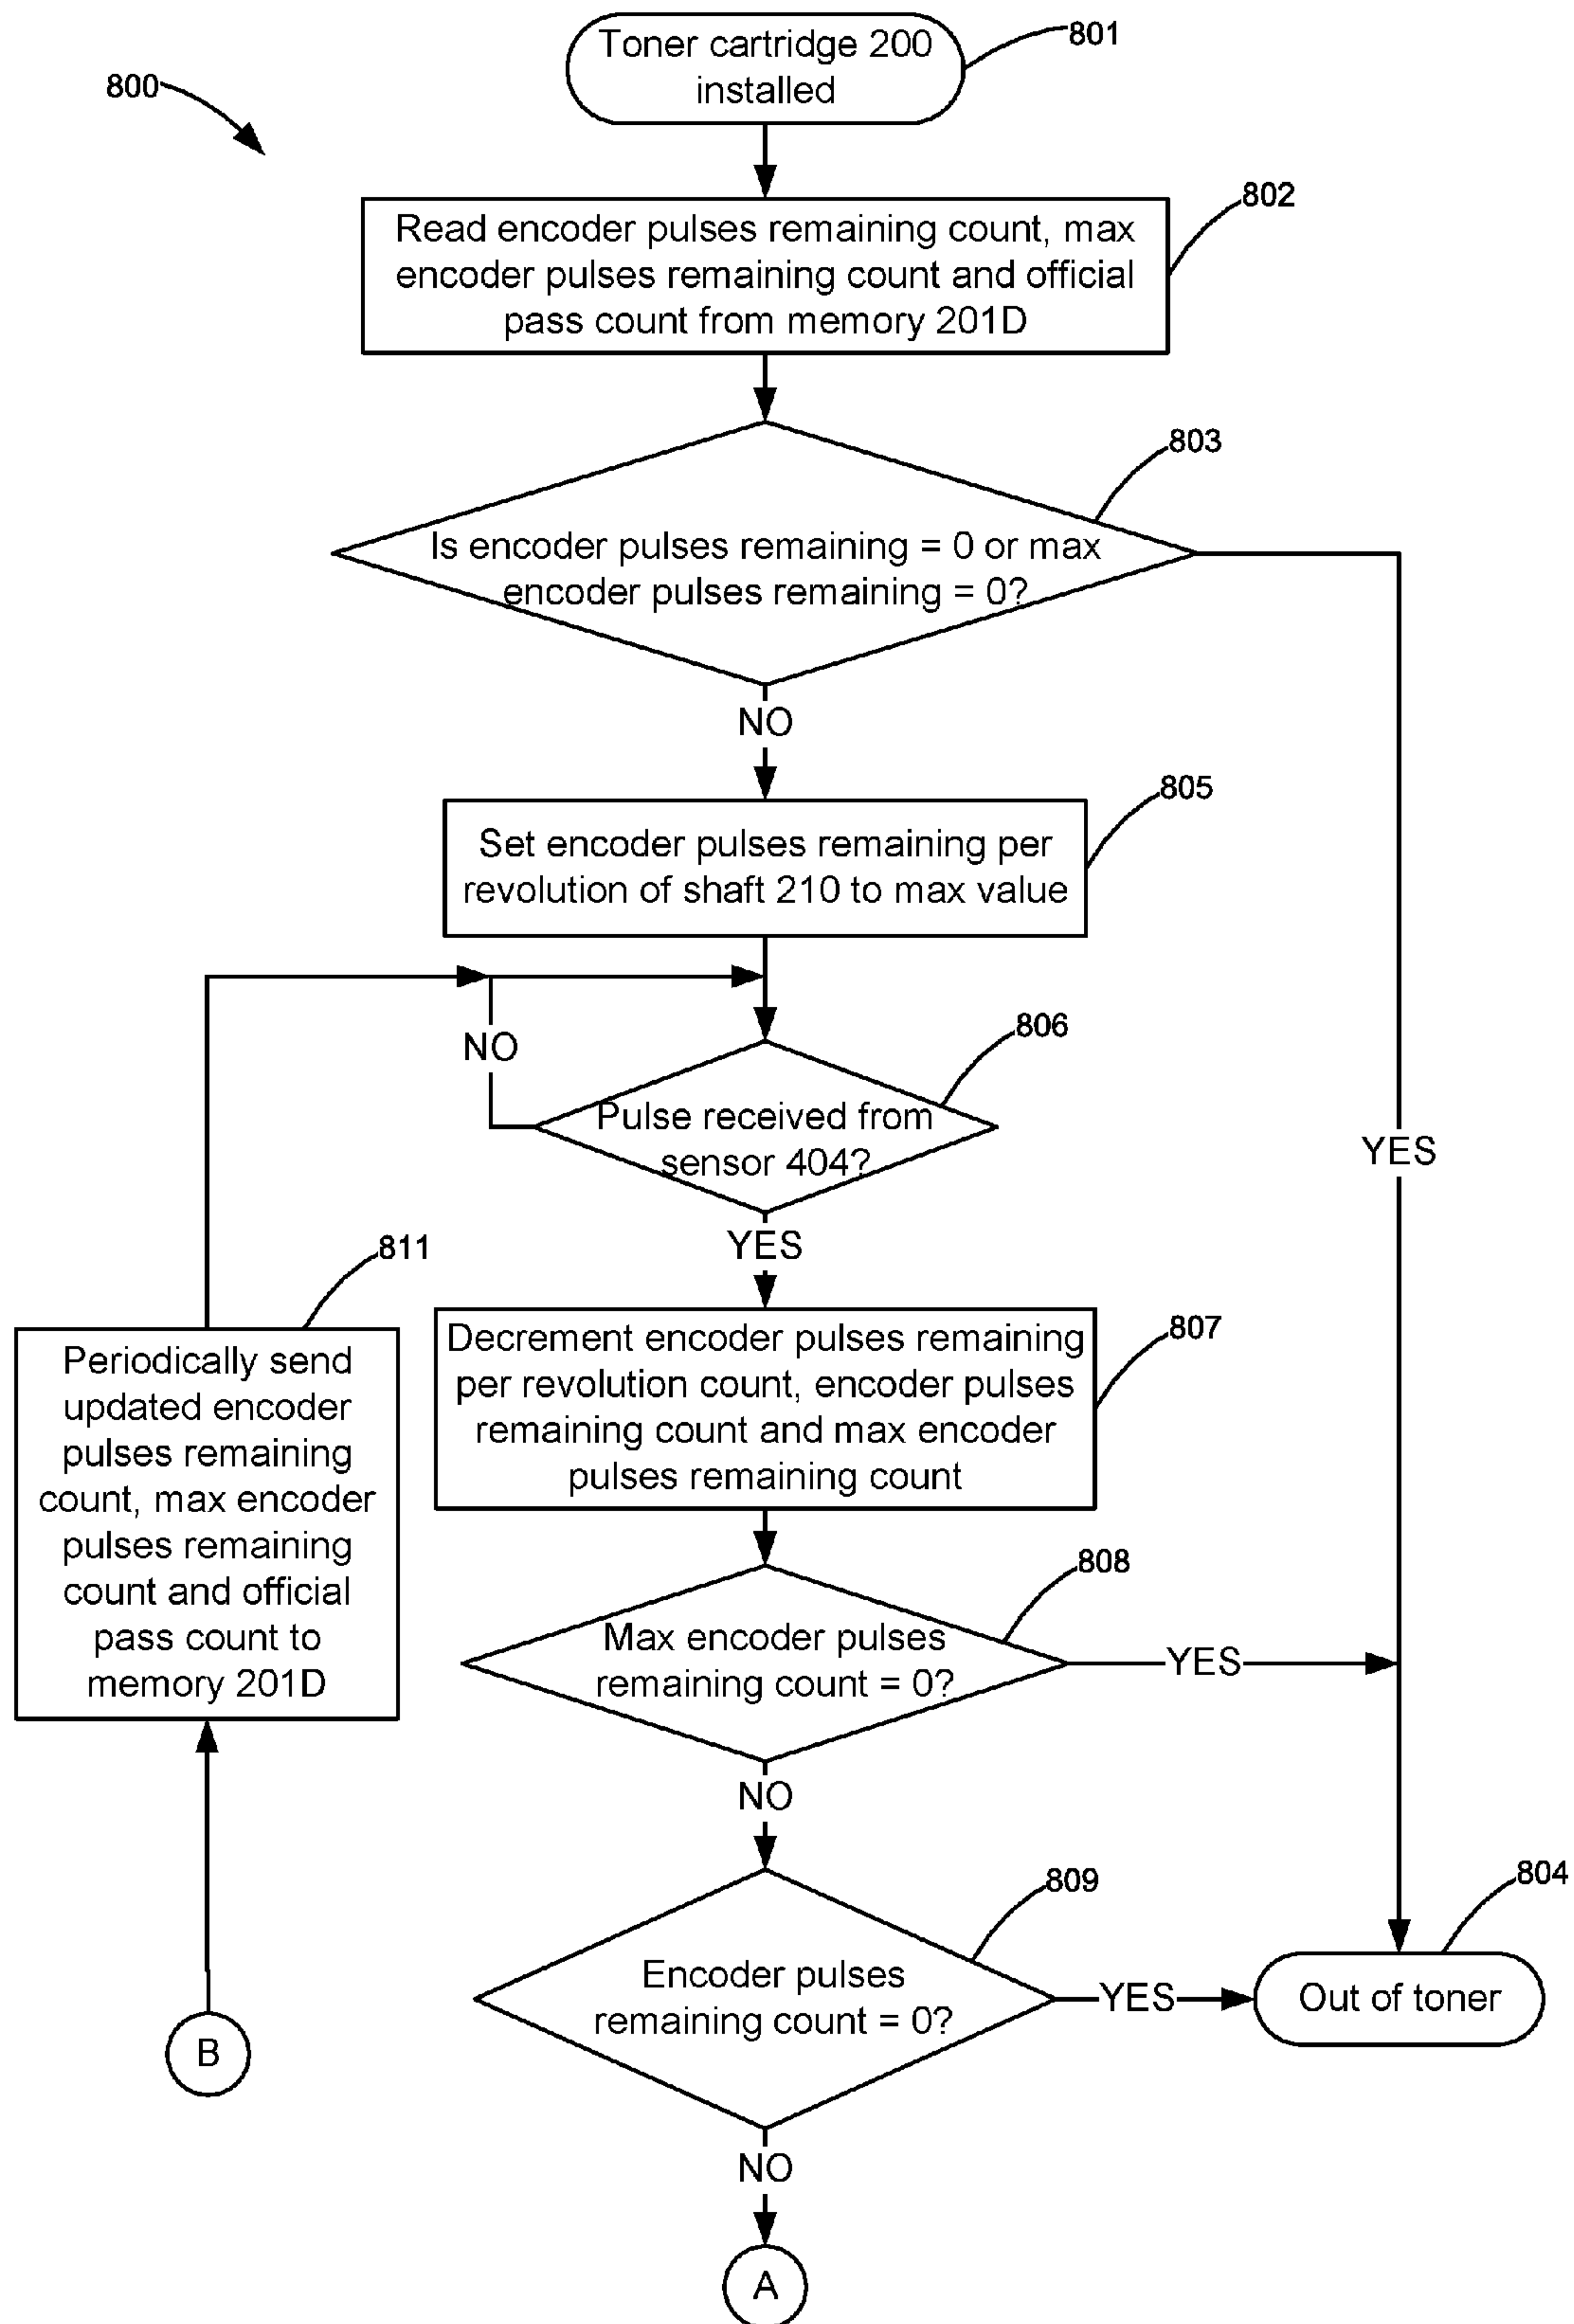 800
Toner cartridge 200
installed
801
Read encoder pulses remaining count, max
encoder pulses remaining count and official
pass count from memory 201D
802
Is encoder pulses remaining = 0 or max
encoder pulses remaining = 0?
803
NO
YES
Set encoder pulses remaining per
revolution of shaft 210 to max value
805
NO
Pulse received from
sensor 404?
806
YES
Decrement encoder pulses remaining
per revolution count, encoder pulses
remaining count and max encoder
pulses remaining count
807
Max encoder pulses
remaining count = 0?
808
YES
NO
Encoder pulses
remaining count = 0?
809
YES
Out of toner
804
NO
A
B
Periodically send
updated encoder
pulses remaining
count, max encoder
pulses remaining
count and official
pass count to
memory 201D
811